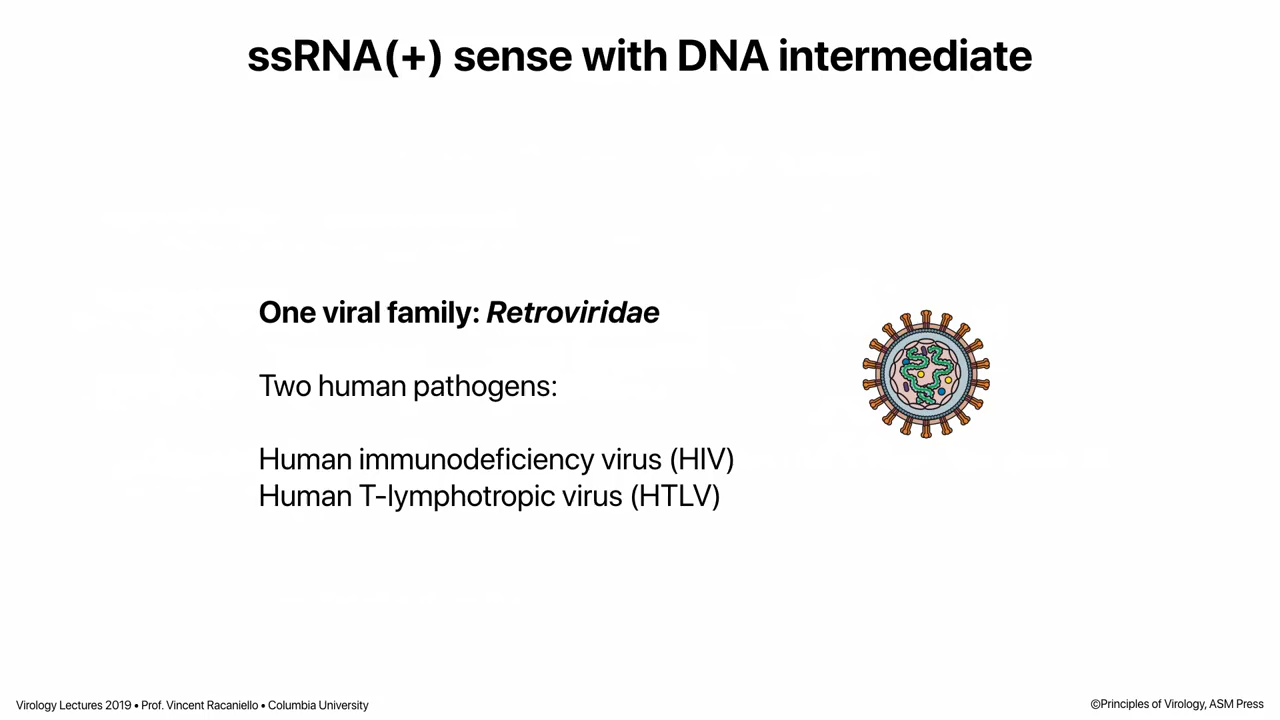 ssRNA(+) sense with DNA intermediate
One viral family: Retroviridae
Two human pathogens:
Human immunodeficiency virus (HIV)
Human T-lymphotropic virus (HTLV)
Virology Lectures 2019 • Prof. Vincent Racaniello • Columbia University
©Principles of Virology, ASM Press